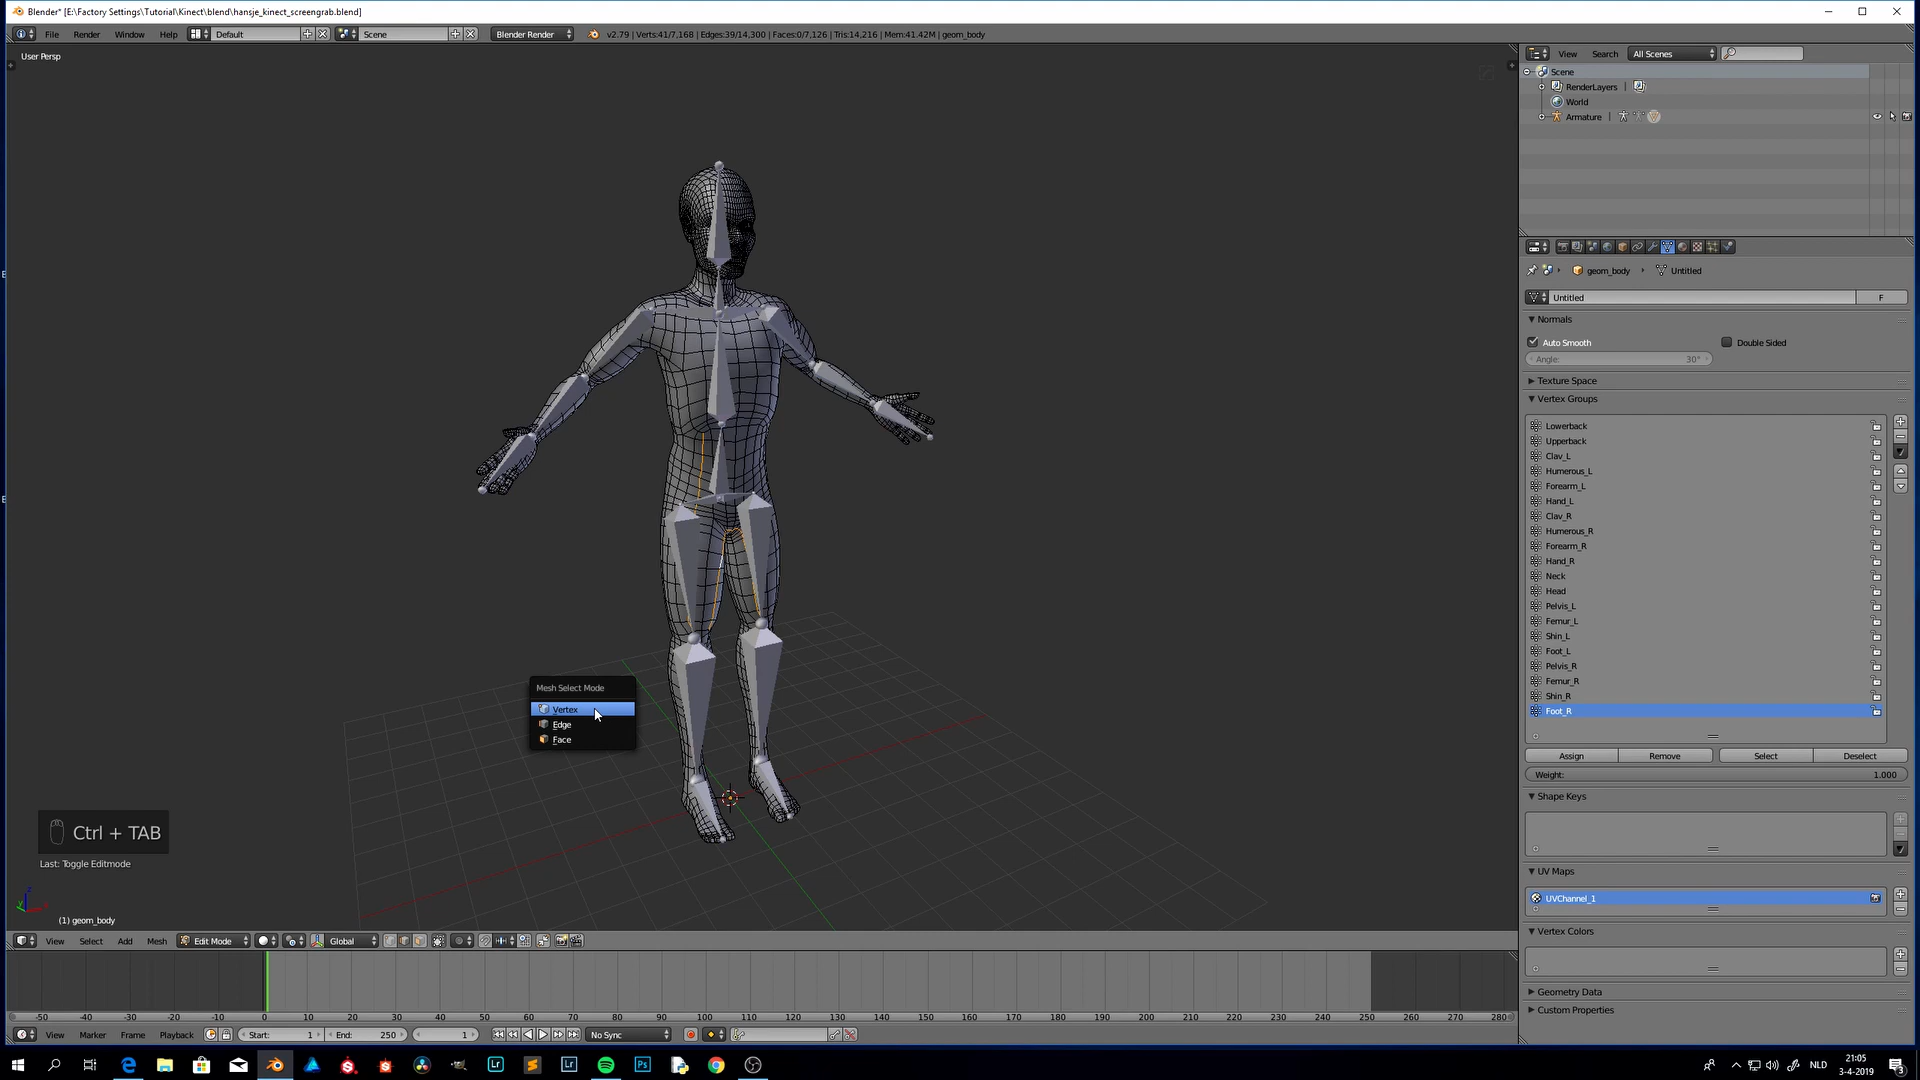 Blender* [E:\Factory Settings\Tutorial\Kinect\blend\hansje_kinect_screengrab.blend]
File Render Window Help Default Scene Blender Render v2.79 | Verts:41/7,168 | Edges:39/14,300 | Faces:0/7,126 | Tris:14,216 | Mem:41.42M | geom_body
User Persp
View Search All Scenes
Scene
RenderLayers
World
Armature
geom_body Untitled
Untitled F
Normals
Auto Smooth Double Sided
Angle: 30°
Texture Space
Vertex Groups
Lowerback
Upperback
Clav_L
Humerous_L
Forearm_L
Hand_L
Clav_R
Humerous_R
Forearm_R
Hand_R
Neck
Head
Pelvis_L
Femur_L
Shin_L
Foot_L
Pelvis_R
Femur_R
Shin_R
Foot_R
Assign Remove Select Deselect
Weight: 1.000
Shape Keys
UV Maps
UVChannel_1
Vertex Colors
Geometry Data
Custom Properties
Mesh Select Mode
Vertex
Edge
Face
Ctrl + TAB
Last: Toggle Editmode
(1) geom_body
View Select Add Mesh Edit Mode Global
-50 -40 -30 -20 -10 0 10 20 30 40 50 60 70 80 90 100 110 120 130 140 150 160 170 180 190 200 210 220 230 240 250 260 270 280
View Marker Frame Playback Start: 1 End: 250 1 No Sync
NLD
21:05
3-4-2019